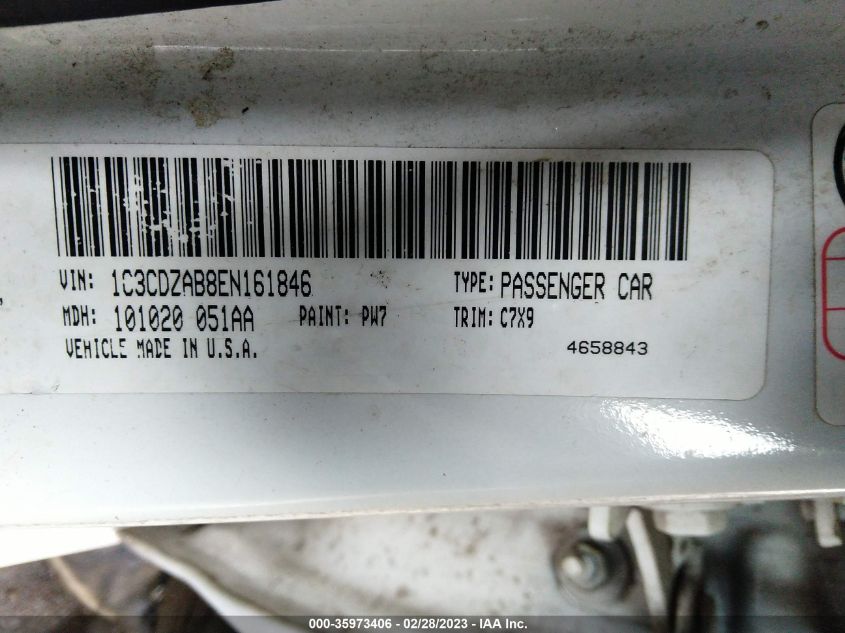 VIN: 1C3CDZAB8EN161846 TYPE: PASSENGER CAR
MDH: 101020 051AA PAINT: PW7 TRIM: C7X9
VEHICLE MADE IN U.S.A. 4658843
000-35973406 - 02/28/2023 - IAA Inc.